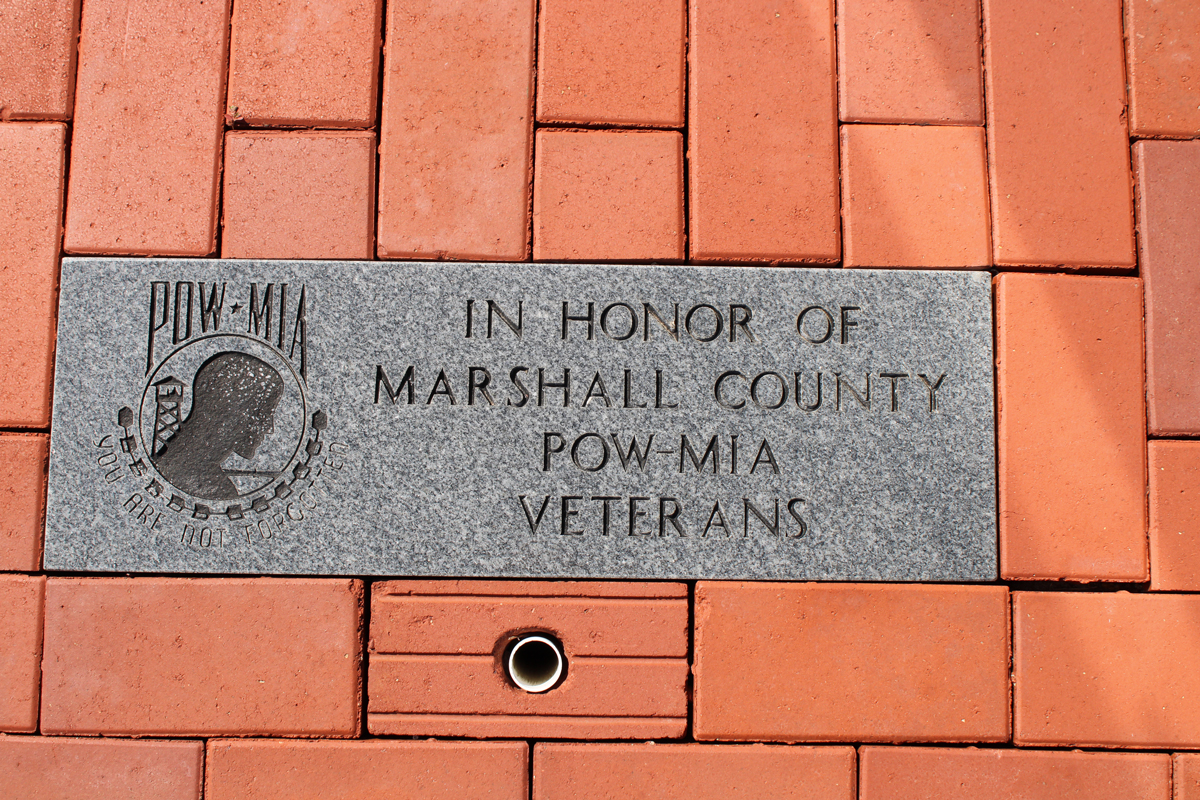 POW★MIA
YOU ARE NOT FORGOTTEN
IN HONOR OF
MARSHALL COUNTY
POW-MIA
VETERANS